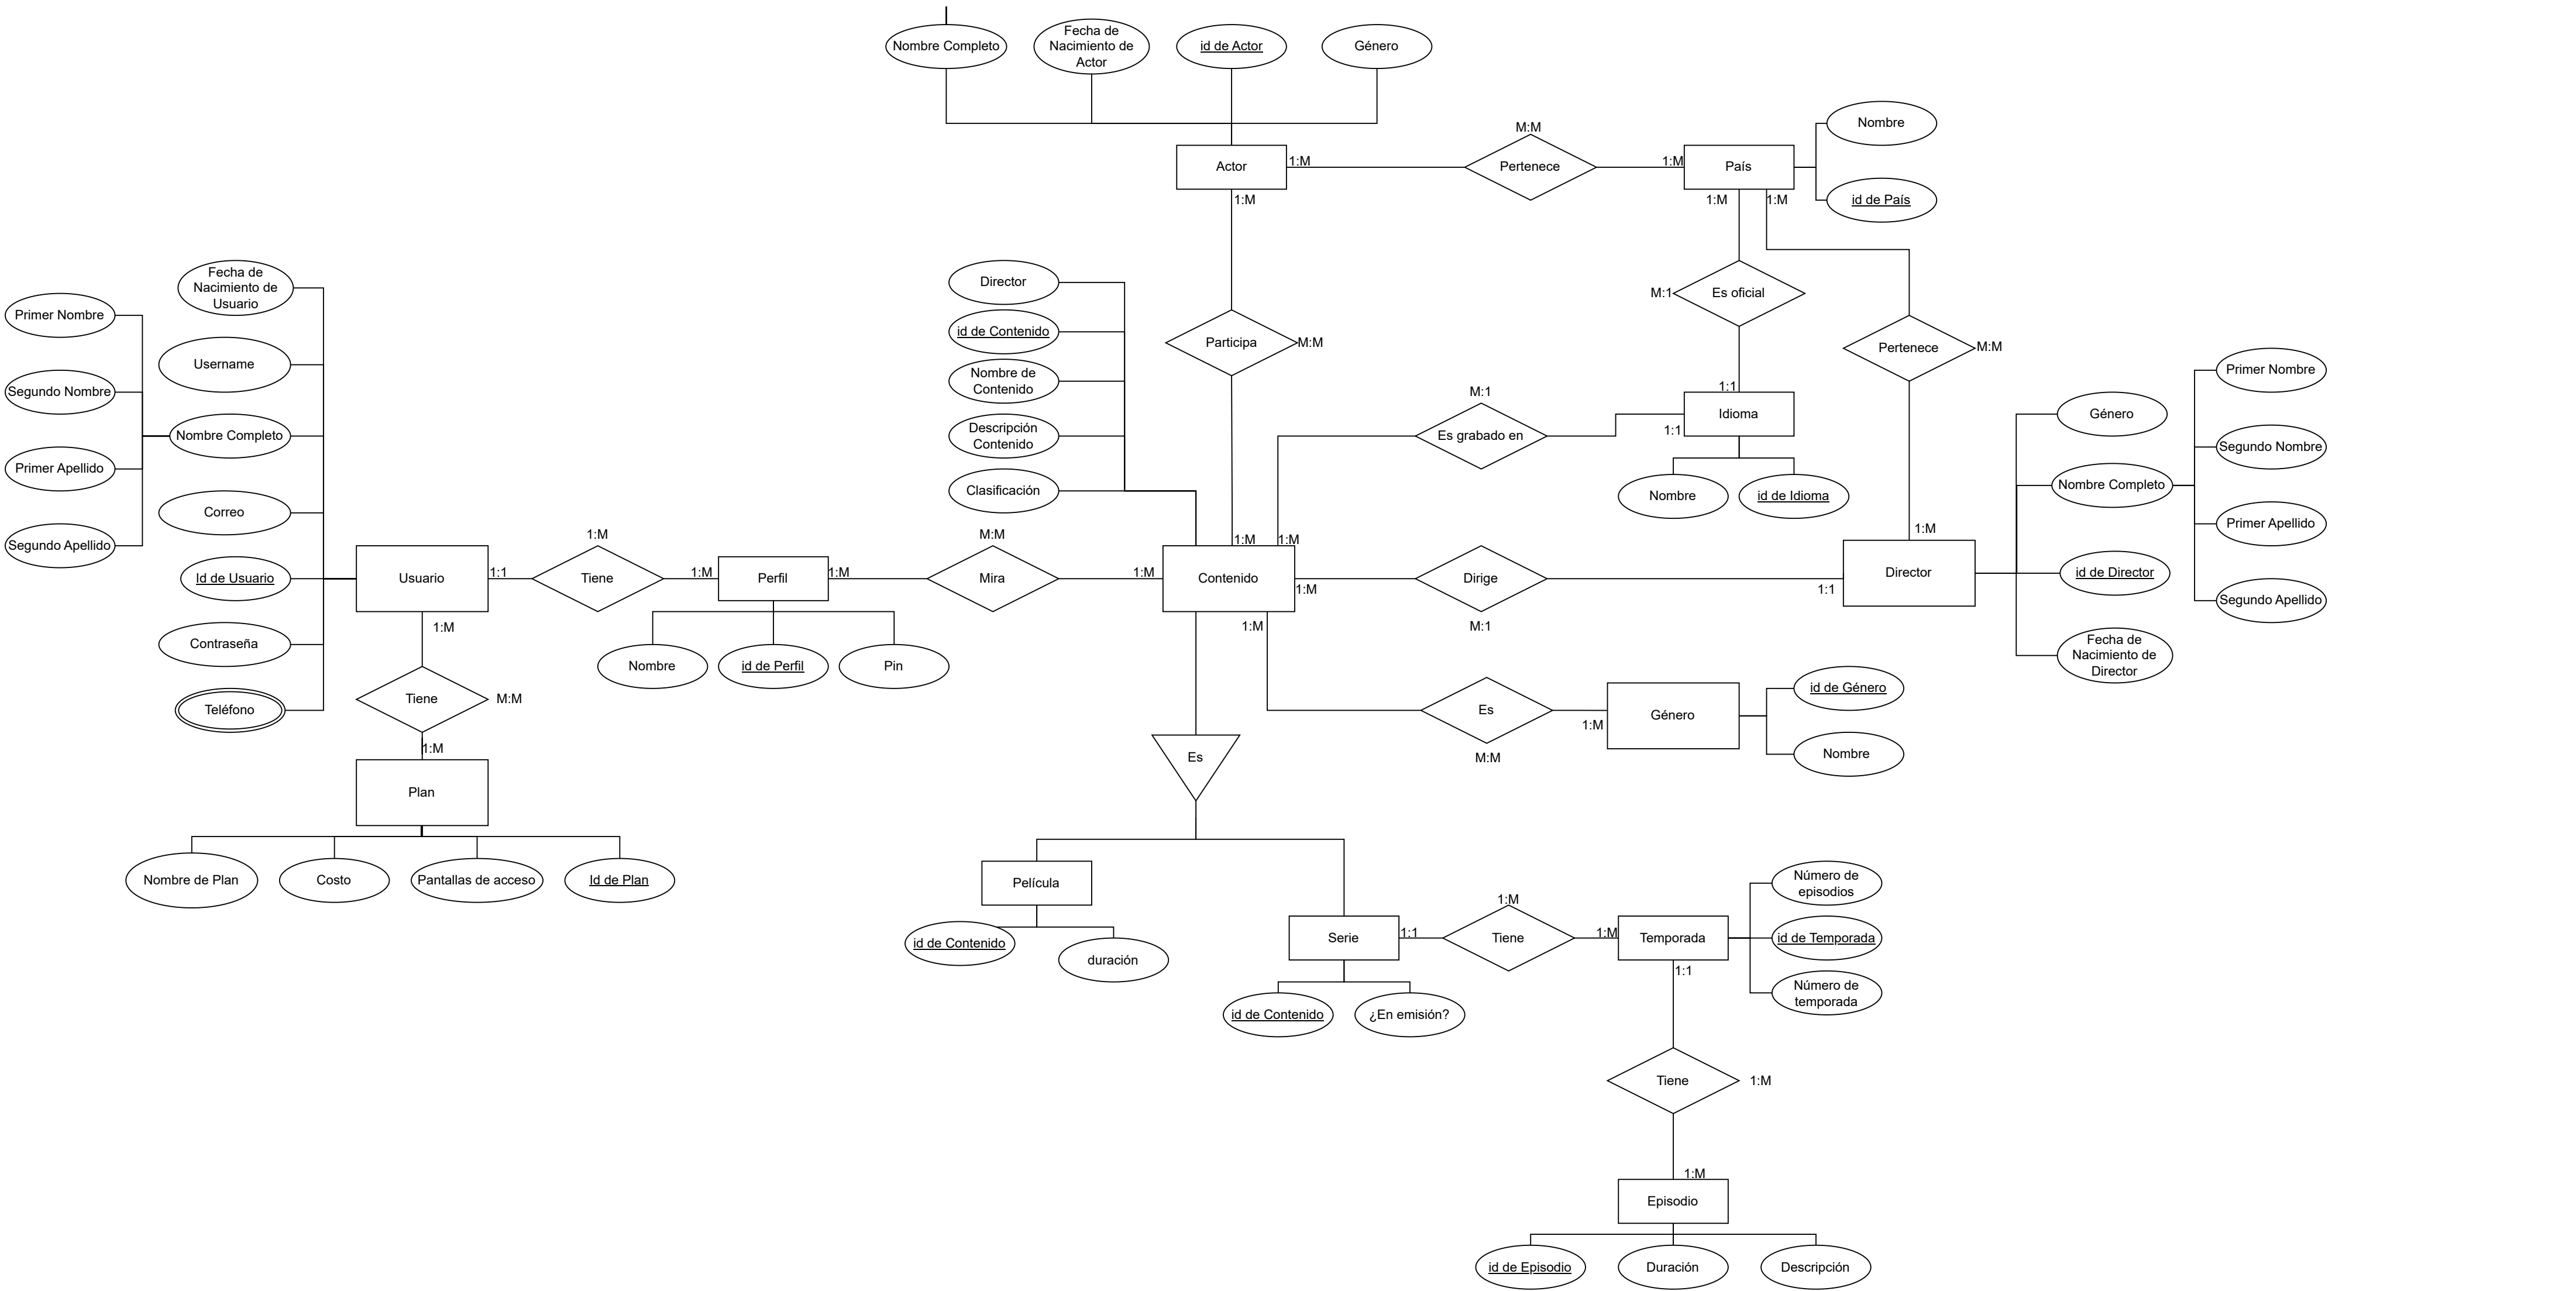 Nombre Completo
Fecha de
Nacimiento de
Actor
id de Actor
Género
Actor
1:M
M:M
Pertenece
1:M
País
Nombre
id de País
1:M
1:M
1:M
Participa
M:M
M:1
Es oficial
1:1
Pertenece
M:M
Fecha de
Nacimiento de
Usuario
Username
Nombre Completo
Primer Nombre
Segundo Nombre
Primer Apellido
Segundo Apellido
Correo
Id de Usuario
Contraseña
Teléfono
Usuario
1:1
1:M
Tiene
1:M
Perfil
Nombre
id de Perfil
Pin
1:M
M:M
Mira
1:M
1:M
Tiene
M:M
1:M
Plan
Nombre de Plan
Costo
Pantallas de acceso
Id de Plan
Director
id de Contenido
Nombre de
Contenido
Descripción
Contenido
Clasificación
1:M
1:M
Contenido
M:1
Es grabado en
1:1
Idioma
Nombre
id de Idioma
1:M
Dirige
M:1
1:1
1:M
Director
Género
Nombre Completo
id de Director
Fecha de
Nacimiento de
Director
Primer Nombre
Segundo Nombre
Primer Apellido
Segundo Apellido
1:M
Es
M:M
1:M
Género
id de Género
Nombre
Es
Película
id de Contenido
duración
Serie
id de Contenido
¿En emisión?
1:1
1:M
Tiene
1:M
Temporada
Número de
episodios
id de Temporada
Número de
temporada
1:1
Tiene
1:M
1:M
Episodio
id de Episodio
Duración
Descripción